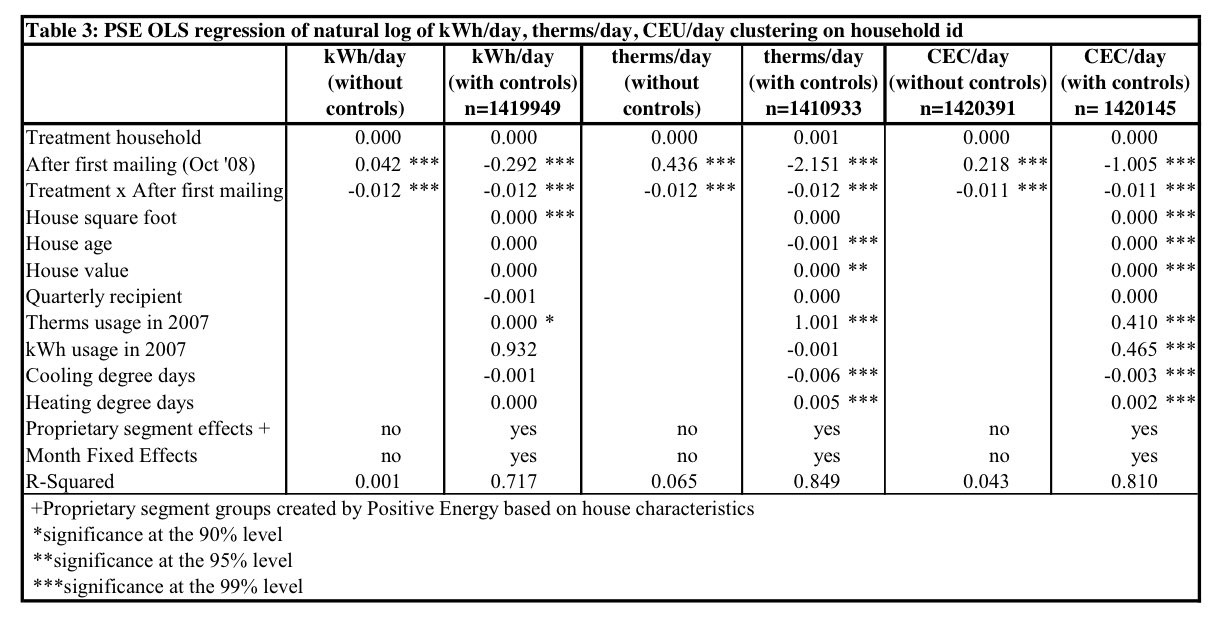 Table 3: PSE OLS regression of natural log of kWh/day, therms/day, CEU/day clustering on household id
kWh/day (without controls) kWh/day (with controls) n=1419949 therms/day (without controls) therms/day (with controls) n=1410933 CEC/day (without controls) n=1420391 CEC/day (with controls) n= 1420145
Treatment household 0.000 0.000 0.000 0.001 0.000 0.000
After first mailing (Oct '08) 0.042 *** -0.292 *** 0.436 *** -2.151 *** 0.218 *** -1.005 ***
Treatment x After first mailing -0.012 *** -0.012 *** -0.012 *** -0.012 *** -0.011 *** -0.011 ***
House square foot 0.000 *** 0.000 0.000 ***
House age 0.000 -0.001 *** 0.000 ***
House value 0.000 0.000 ** 0.000 ***
Quarterly recipient -0.001 0.000 0.000
Therms usage in 2007 0.000 * 1.001 *** 0.410 ***
kWh usage in 2007 0.932 -0.001 0.465 ***
Cooling degree days -0.001 -0.006 *** -0.003 ***
Heating degree days 0.000 0.005 *** 0.002 ***
Proprietary segment effects + no yes no yes no yes
Month Fixed Effects no yes no yes no yes
R-Squared 0.001 0.717 0.065 0.849 0.043 0.810
+Proprietary segment groups created by Positive Energy based on house characteristics
*significance at the 90% level
**significance at the 95% level
***significance at the 99% level